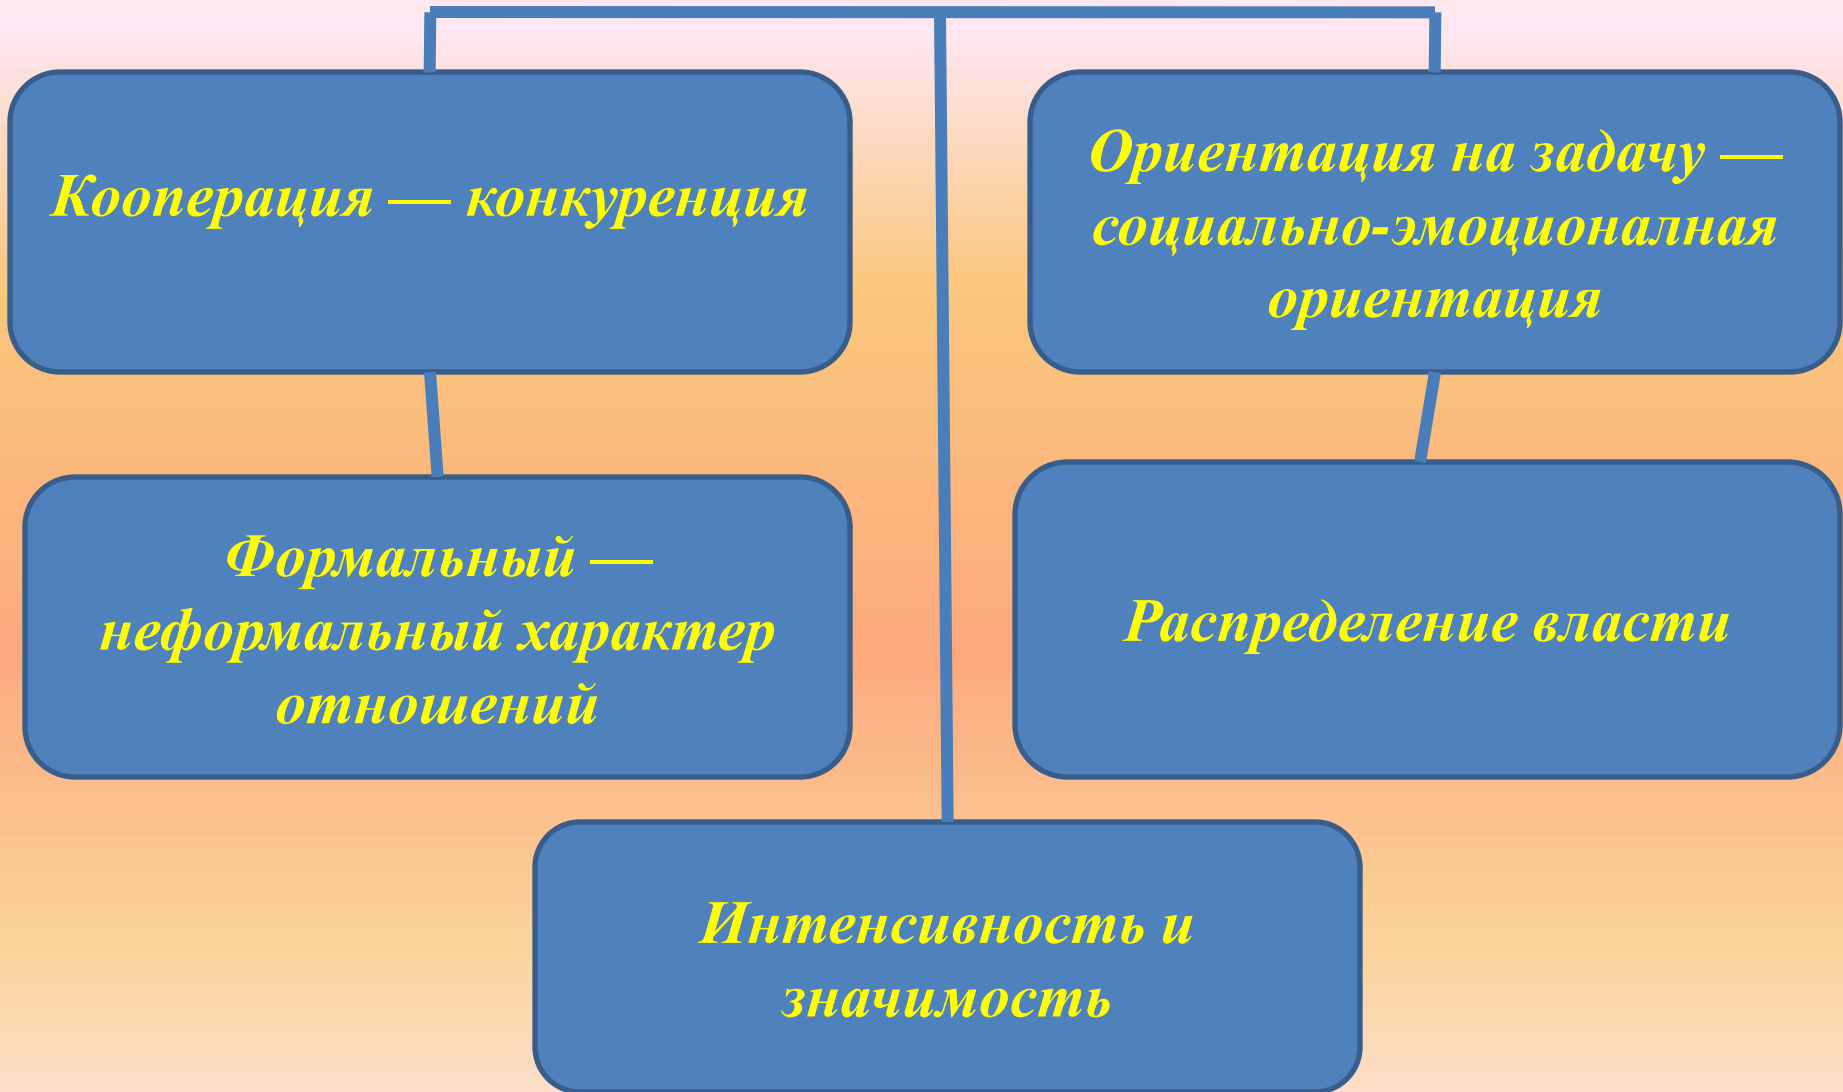 Кооперация — конкуренция
Ориентация на задачу —
социально-эмоционалная
ориентация
Формальный —
неформальный характер
отношений
Распределение власти
Интенсивность и
значимость